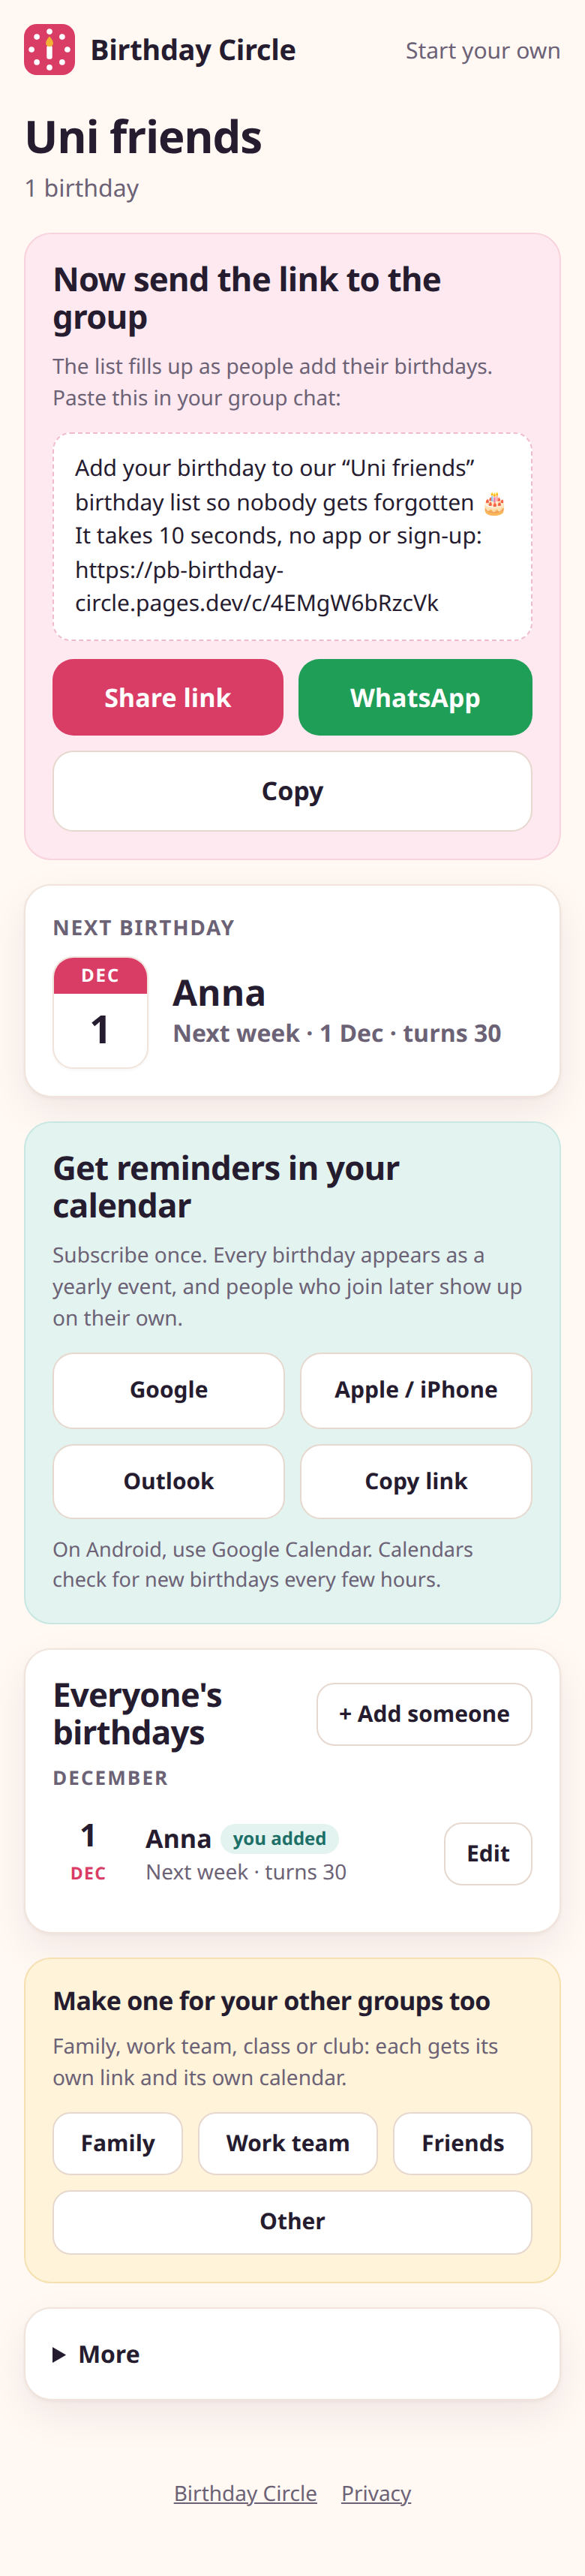 Birthday Circle
Start your own
Uni friends
1 birthday
Now send the link to the
group
The list fills up as people add their birthdays.
Paste this in your group chat:
Add your birthday to our “Uni friends”
birthday list so nobody gets forgotten 🎂
It takes 10 seconds, no app or sign-up:
https://pb-birthday-
circle.pages.dev/c/4EMgW6bRzcVk
Share link
WhatsApp
Copy
NEXT BIRTHDAY
DEC
1
Anna
Next week · 1 Dec · turns 30
Get reminders in your
calendar
Subscribe once. Every birthday appears as a
yearly event, and people who join later show up
on their own.
Google
Apple / iPhone
Outlook
Copy link
On Android, use Google Calendar. Calendars
check for new birthdays every few hours.
Everyone's
birthdays
+ Add someone
DECEMBER
1
DEC
Anna
you added
Next week · turns 30
Edit
Make one for your other groups too
Family, work team, class or club: each gets its
own link and its own calendar.
Family
Work team
Friends
Other
More
Birthday Circle
Privacy